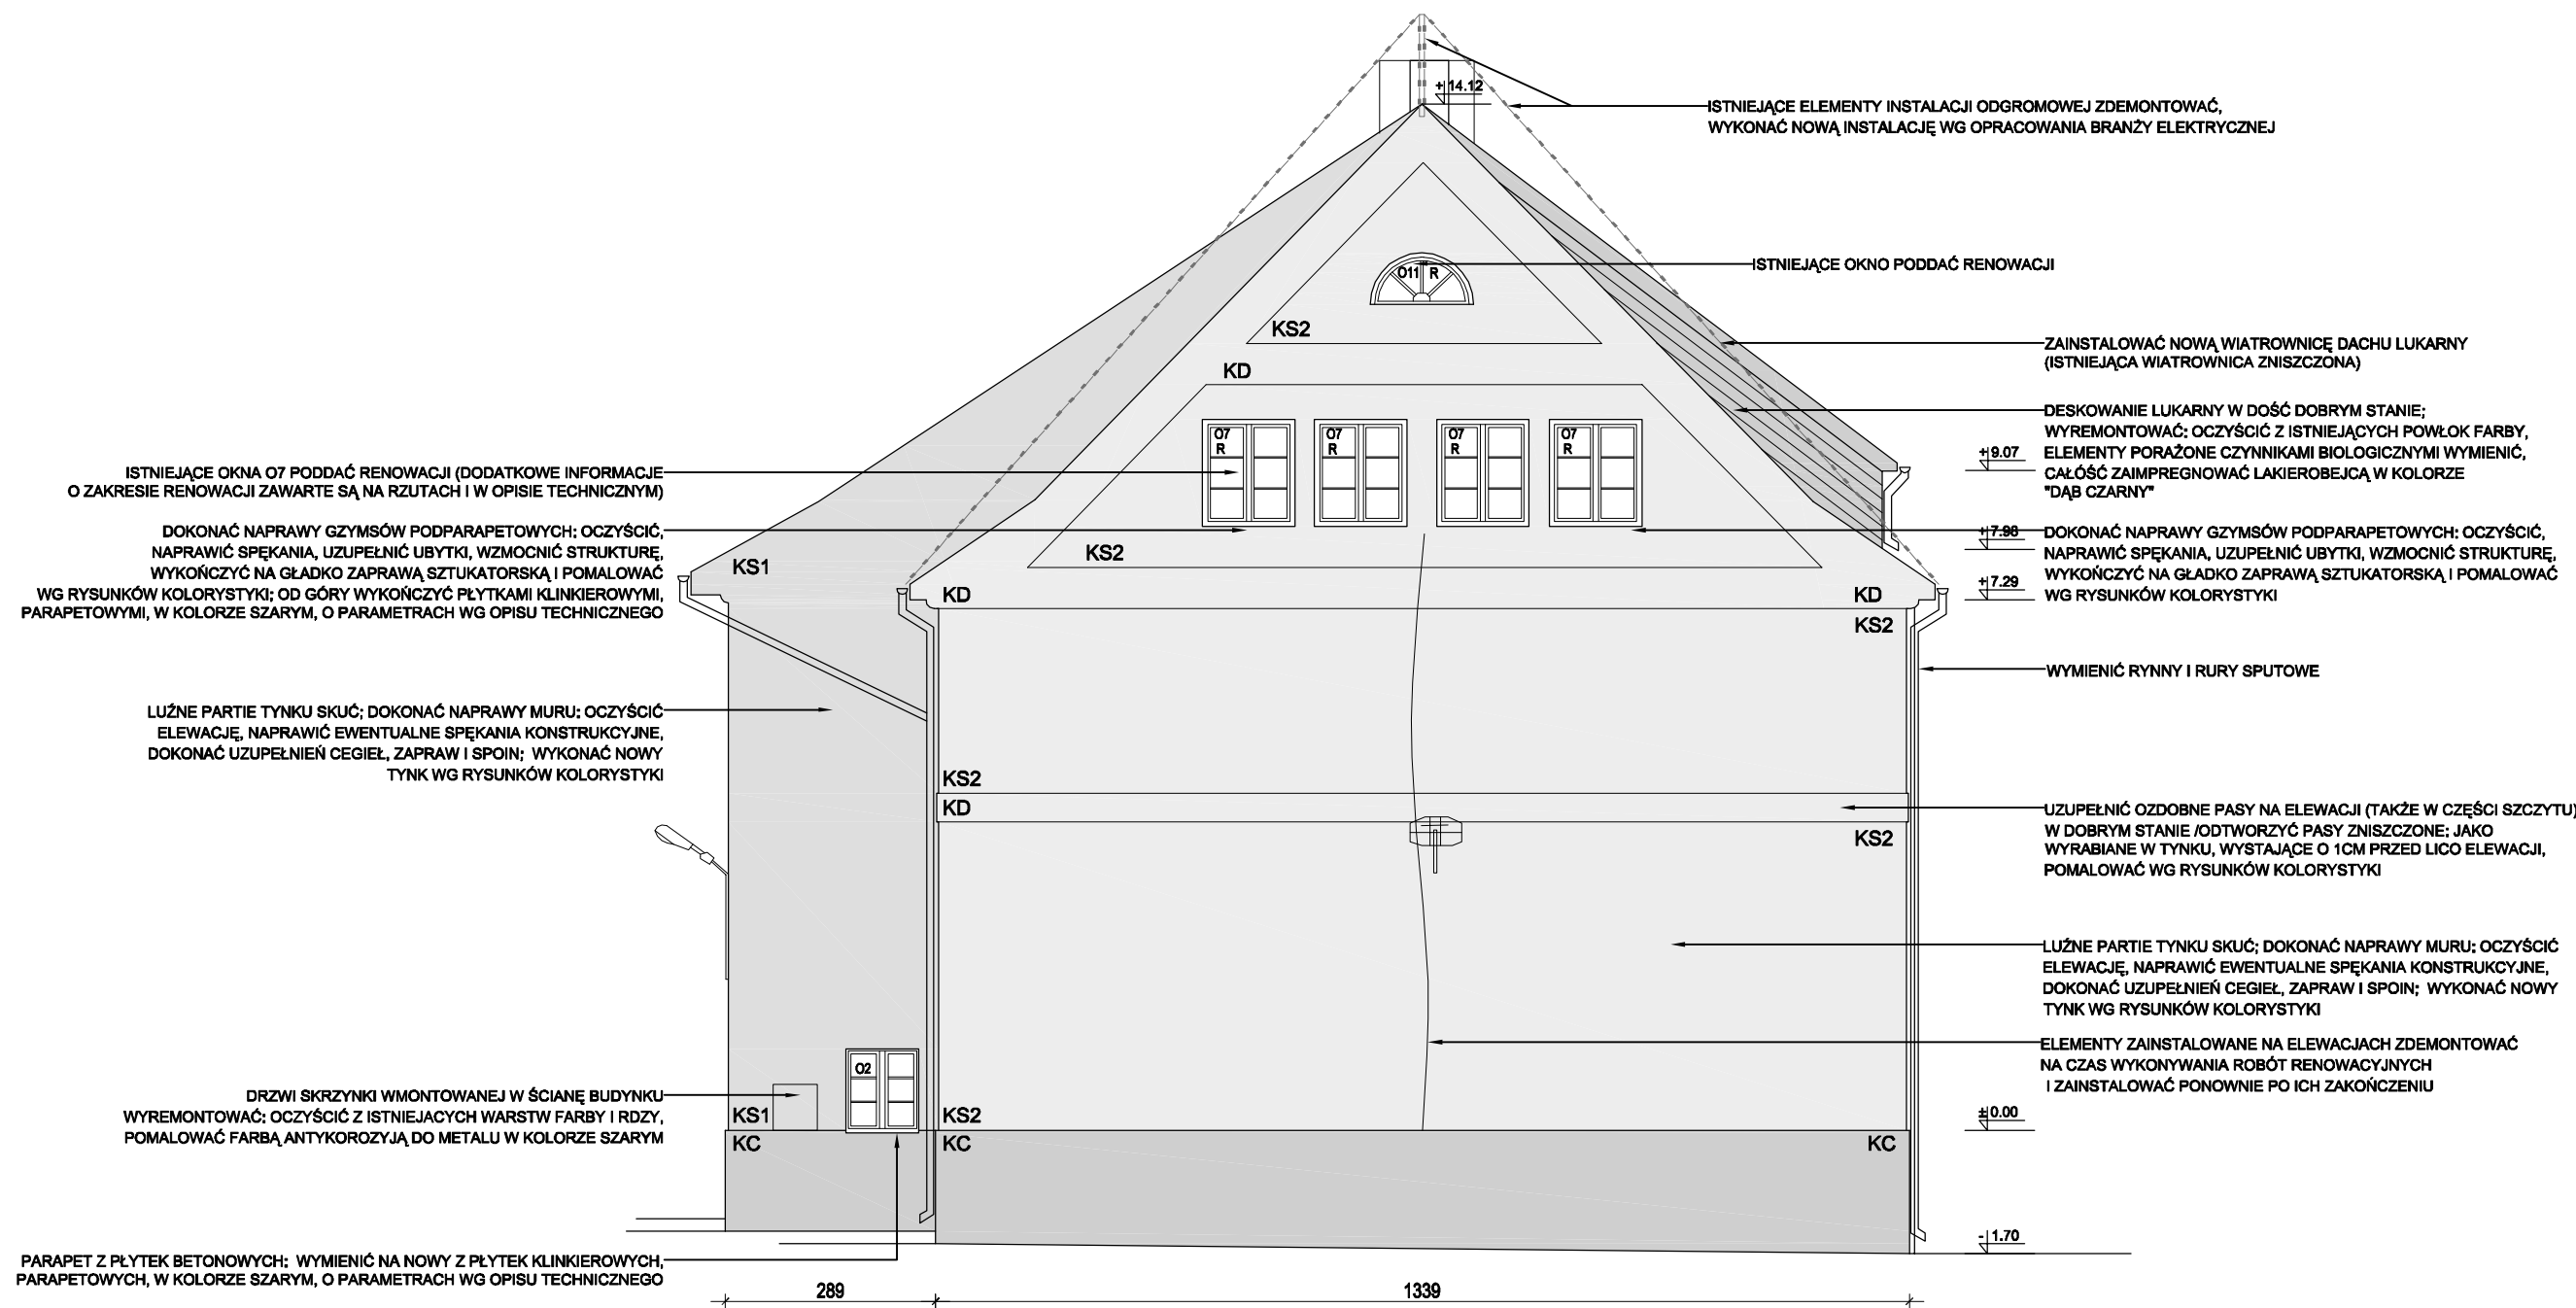 + 14.12
ISTNIEJĄCE ELEMENTY INSTALACJI ODGROMOWEJ ZDEMONTOWAĆ,
WYKONAĆ NOWĄ INSTALACJĘ WG OPRACOWANIA BRANŻY ELEKTRYCZNEJ
ISTNIEJĄCE OKNO PODDAĆ RENOWACJI
O11 R
KS2
ZAINSTALOWAĆ NOWĄ WIATROWNICĘ DACHU LUKARNY
(ISTNIEJĄCA WIATROWNICA ZNISZCZONA)
KD
DESKOWANIE LUKARNY W DOŚĆ DOBRYM STANIE;
WYREMONTOWAĆ: OCZYŚCIĆ Z ISTNIEJĄCYCH POWŁOK FARBY,
ELEMENTY PORAŻONE CZYNNIKAMI BIOLOGICZNYMI WYMIENIĆ,
CAŁÓŚĆ ZAIMPREGNOWAĆ LAKIEROBEJCĄ W KOLORZE
"DĄB CZARNY"
+ 9.07
O7 R
O7 R
O7 R
O7 R
ISTNIEJĄCE OKNA O7 PODDAĆ RENOWACJI (DODATKOWE INFORMACJE
O ZAKRESIE RENOWACJI ZAWARTE SĄ NA RZUTACH I W OPISIE TECHNICZNYM)
DOKONAĆ NAPRAWY GZYMSÓW PODPARAPETOWYCH: OCZYŚCIĆ,
NAPRAWIĆ SPĘKANIA, UZUPEŁNIĆ UBYTKI, WZMOCNIĆ STRUKTURĘ,
WYKOŃCZYĆ NA GŁADKO ZAPRAWĄ SZTUKATORSKĄ I POMALOWAĆ
WG RYSUNKÓW KOLORYSTYKI; OD GÓRY WYKOŃCZYĆ PŁYTKAMI KLINKIEROWYMI,
PARAPETOWYMI, W KOLORZE SZARYM, O PARAMETRACH WG OPISU TECHNICZNEGO
KS1
KS2
+ 7.98
DOKONAĆ NAPRAWY GZYMSÓW PODPARAPETOWYCH: OCZYŚCIĆ,
NAPRAWIĆ SPĘKANIA, UZUPEŁNIĆ UBYTKI, WZMOCNIĆ STRUKTURĘ,
WYKOŃCZYĆ NA GŁADKO ZAPRAWĄ SZTUKATORSKĄ I POMALOWAĆ
WG RYSUNKÓW KOLORYSTYKI
+ 7.29
KD
KD
KS2
WYMIENIĆ RYNNY I RURY SPUTOWE
LUŹNE PARTIE TYNKU SKUĆ; DOKONAĆ NAPRAWY MURU: OCZYŚCIĆ
ELEWACJĘ, NAPRAWIĆ EWENTUALNE SPĘKANIA KONSTRUKCYJNE,
DOKONAĆ UZUPEŁNIEŃ CEGIEŁ, ZAPRAW I SPOIN; WYKONAĆ NOWY
TYNK WG RYSUNKÓW KOLORYSTYKI
KS2
KD
KS2
UZUPEŁNIĆ OZDOBNE PASY NA ELEWACJI (TAKŻE W CZĘŚCI SZCZYTU)
W DOBRYM STANIE /ODTWORZYĆ PASY ZNISZCZONE; JAKO
WYRABIANE W TYNKU, WYSTAJĄCE O 1CM PRZED LICO ELEWACJI,
POMALOWAĆ WG RYSUNKÓW KOLORYSTYKI
LUŹNE PARTIE TYNKU SKUĆ; DOKONAĆ NAPRAWY MURU: OCZYŚCIĆ
ELEWACJĘ, NAPRAWIĆ EWENTUALNE SPĘKANIA KONSTRUKCYJNE,
DOKONAĆ UZUPEŁNIEŃ CEGIEŁ, ZAPRAW I SPOIN; WYKONAĆ NOWY
TYNK WG RYSUNKÓW KOLORYSTYKI
ELEMENTY ZAINSTALOWANE NA ELEWACJACH ZDEMONTOWAĆ
NA CZAS WYKONYWANIA ROBÓT RENOWACYJNYCH
I ZAINSTALOWAĆ PONOWNIE PO ICH ZAKOŃCZENIU
O2
DRZWI SKRZYNKI WMONTOWANEJ W ŚCIANĘ BUDYNKU
WYREMONTOWAĆ: OCZYŚCIĆ Z ISTNIEJACYCH WARSTW FARBY I RDZY,
POMALOWAĆ FARBĄ ANTYKOROZYJĄ DO METALU W KOLORZE SZARYM
KS1
KS2
± 0.00
KC
KC
KC
- 1.70
PARAPET Z PŁYTEK BETONOWYCH: WYMIENIĆ NA NOWY Z PŁYTEK KLINKIEROWYCH,
PARAPETOWYCH, W KOLORZE SZARYM, O PARAMETRACH WG OPISU TECHNICZNEGO
289
1339